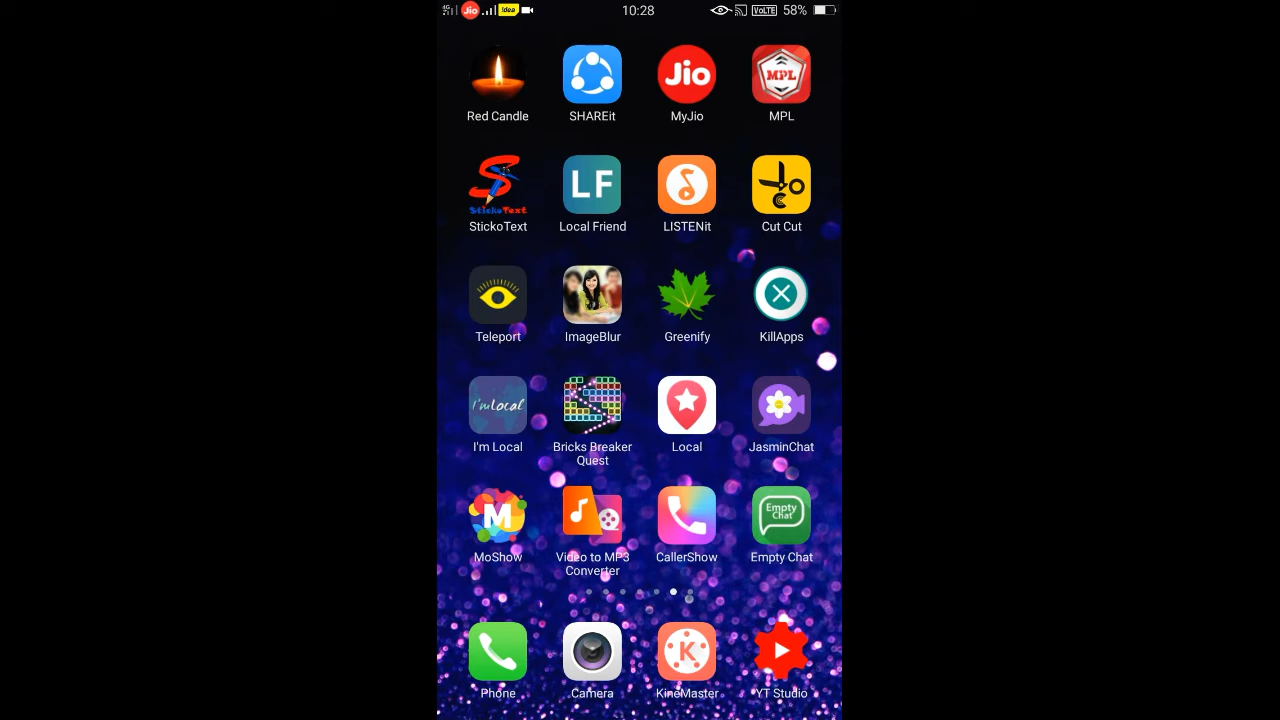 4G Jio Idea 10:28 VoLTE 58%
Jio MPL
Red Candle SHAREit MyJio MPL
S LF
StickoText
StickoText Local Friend LISTENit Cut Cut
Teleport ImageBlur Greenify KillApps
I'm Local
I'm Local Bricks Breaker Quest Local JasminChat
M Empty Chat
MoShow Video to MP3 Converter CallerShow Empty Chat
K
Phone Camera KineMaster YT Studio